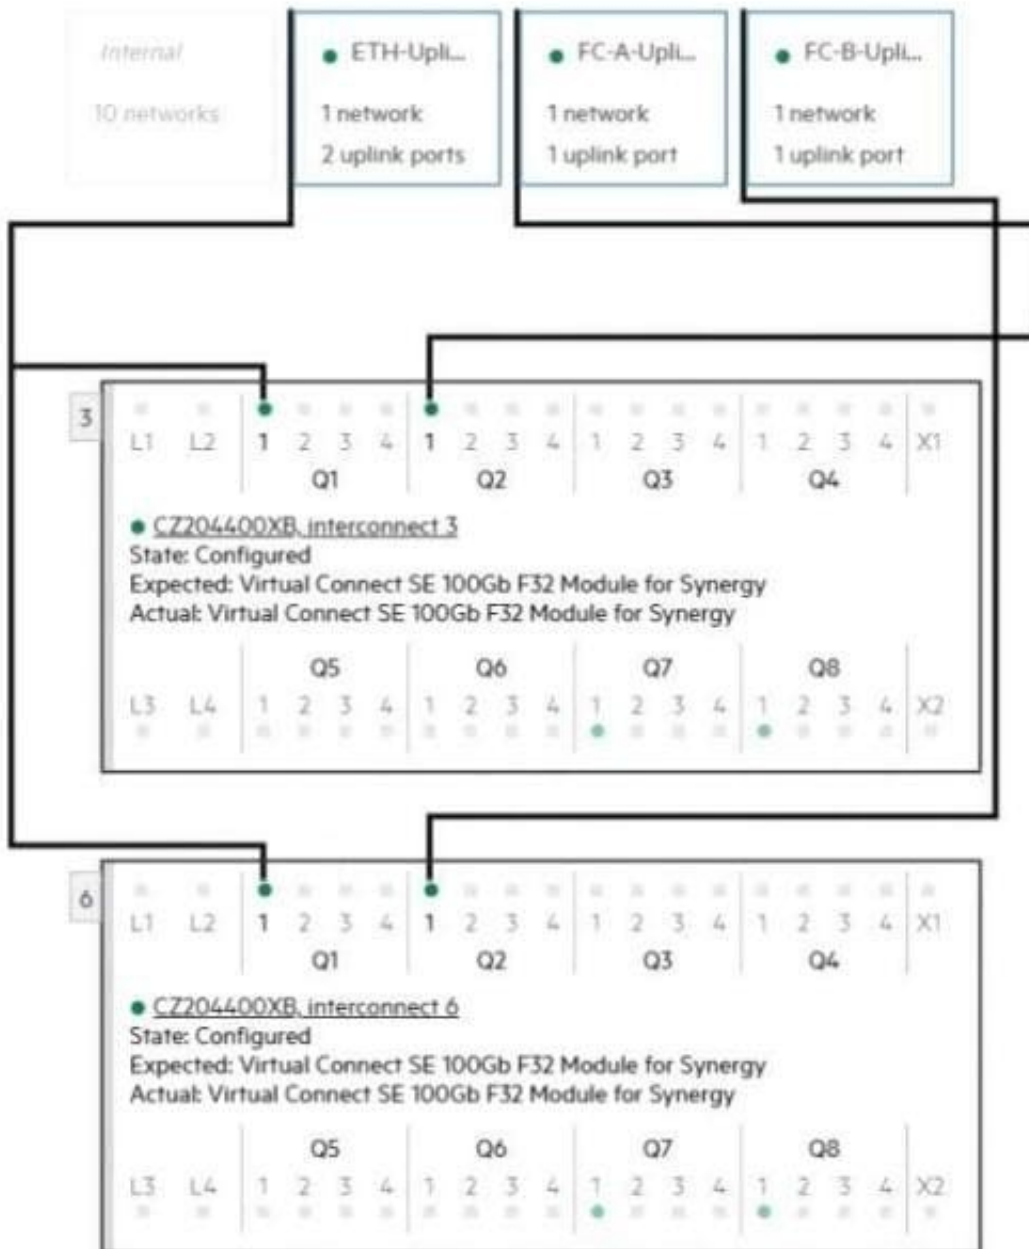 Internal
10 networks
ETH-Upli...
1 network
2 uplink ports
FC-A-Upli...
1 network
1 uplink port
FC-B-Upli...
1 network
1 uplink port
3
L1 L2 1 2 3 4 1 2 3 4 1 2 3 4 1 2 3 4 X1
Q1 Q2 Q3 Q4
CZ204400XB, interconnect 3
State: Configured
Expected: Virtual Connect SE 100Gb F32 Module for Synergy
Actual: Virtual Connect SE 100Gb F32 Module for Synergy
Q5 Q6 Q7 Q8
L3 L4 1 2 3 4 1 2 3 4 1 2 3 4 1 2 3 4 X2
6
L1 L2 1 2 3 4 1 2 3 4 1 2 3 4 1 2 3 4 X1
Q1 Q2 Q3 Q4
CZ204400XB, interconnect 6
State: Configured
Expected: Virtual Connect SE 100Gb F32 Module for Synergy
Actual: Virtual Connect SE 100Gb F32 Module for Synergy
Q5 Q6 Q7 Q8
L3 L4 1 2 3 4 1 2 3 4 1 2 3 4 1 2 3 4 X2